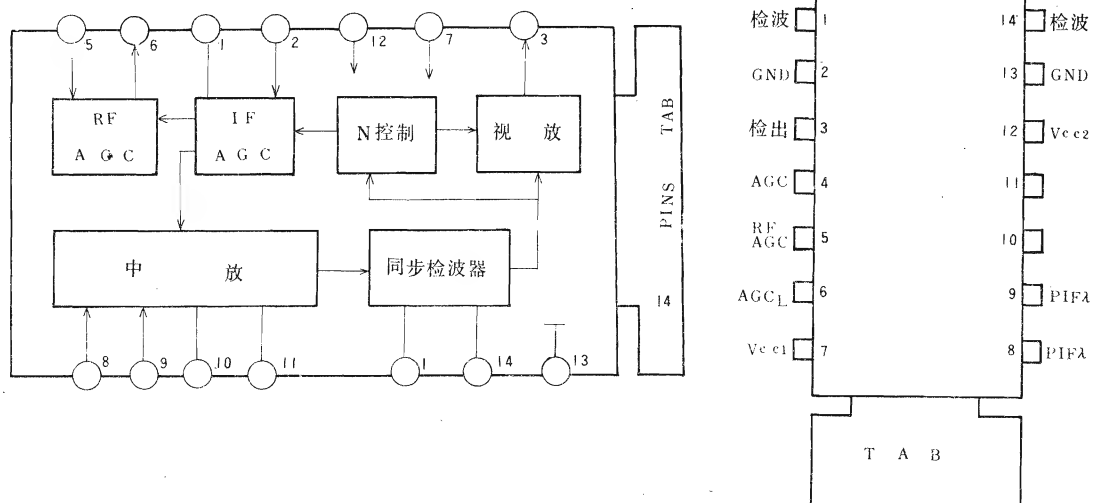 5 6 1 2 12 7 3
RF
AGC
IF
AGC
N控制
视 放
中 放
同步检波器
8 9 10 11 1 14 13
TAB
PINS
14
检波 1
GND 2
检出 3
AGC 4
RF
AGC 5
AGCL 6
Vcc1 7
14 检波
13 GND
12 Vcc2
11
10
9 PIFλ
8 PIFλ
T A B